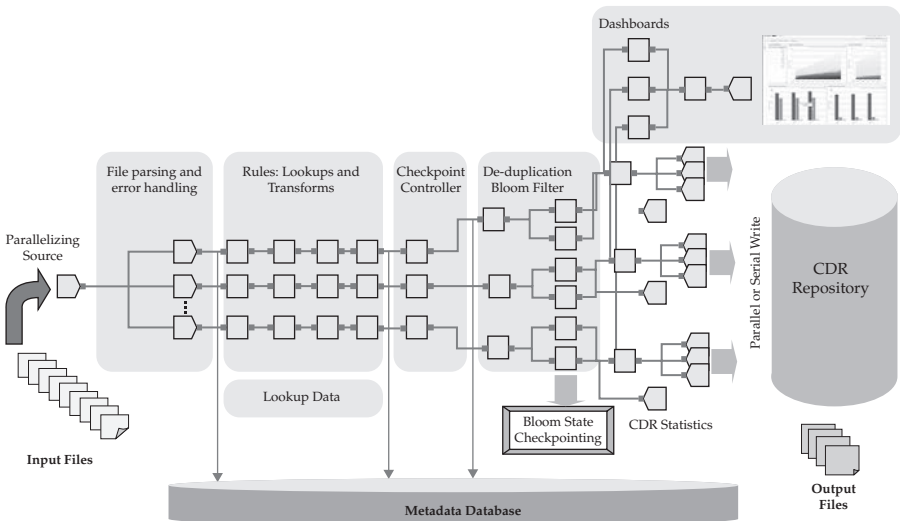 Dashboards
File parsing and
error handling
Rules: Lookups and
Transforms
Checkpoint
Controller
De-duplication
Bloom Filter
Parallelizing
Source
Parallel or Serial Write
CDR
Repository
Lookup Data
Bloom State
Checkpointing
CDR Statistics
Input Files
Output
Files
Metadata Database